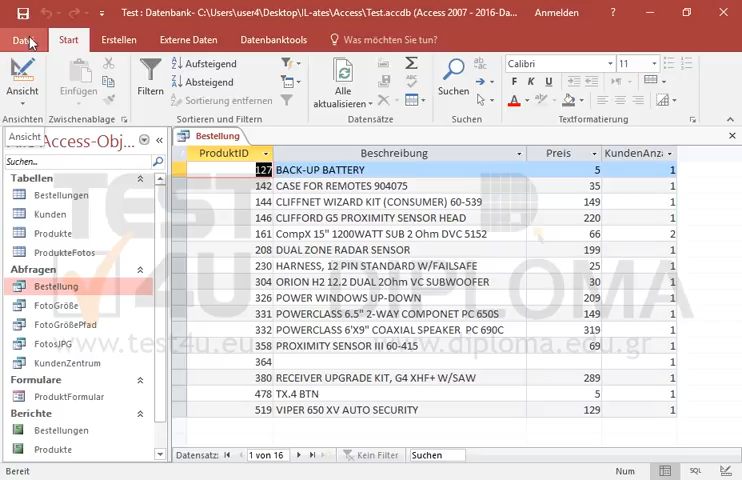 Test : Datenbank- C:\Users\user4\Desktop\IL-ates\Access\Test.accdb (Access 2007 - 2016-Da...
Anmelden
Datei
Start
Erstellen
Externe Daten
Datenbanktools
Was möchten Sie tun?
Ansicht
Einfügen
Filtern
Aufsteigend
Absteigend
Sortierung entfernen
Alle
aktualisieren
Suchen
Calibri
11
F K U
Ansichten
Zwischenablage
Sortieren und Filtern
Datensätze
Suchen
Textformatierung
Ansicht
Access-Obj...
Suchen...
Tabellen
Bestellungen
Kunden
Produkte
ProdukteFotos
Abfragen
Bestellung
FotoGröße
FotoGrößePfad
FotosJPG
KundenZentrum
Formulare
ProduktFormular
Berichte
Bestellungen
Produkte
Bestellung
ProduktID Beschreibung Preis KundenAnza
127 BACK-UP BATTERY 5 1
142 CASE FOR REMOTES 904075 35 1
144 CLIFFNET WIZARD KIT (CONSUMER) 60-539 149 1
146 CLIFFORD G5 PROXIMITY SENSOR HEAD 220 1
161 CompX 15" 1200WATT SUB 2 Ohm DVC 5152 66 2
208 DUAL ZONE RADAR SENSOR 199 1
230 HARNESS, 12 PIN STANDARD W/FAILSAFE 25 1
304 ORION H2 12.2 DUAL 2Ohm VC SUBWOOFER 30 1
326 POWER WINDOWS UP-DOWN 209 1
331 POWERCLASS 6.5" 2-WAY COMPONET PC 650S 149 1
332 POWERCLASS 6'X9" COAXIAL SPEAKER PC 690C 319 1
358 PROXIMITY SENSOR III 60-415 69 1
364 1
380 RECEIVER UPGRADE KIT, G4 XHF+ W/SAW 289 1
478 TX.4 BTN 5 1
519 VIPER 650 XV AUTO SECURITY 129 1
Datensatz: 1 von 16 Kein Filter Suchen
Bereit
Num
SQL
TEST
4U
DIPLOMA
www.test4u.eu
www.diploma.edu.gr